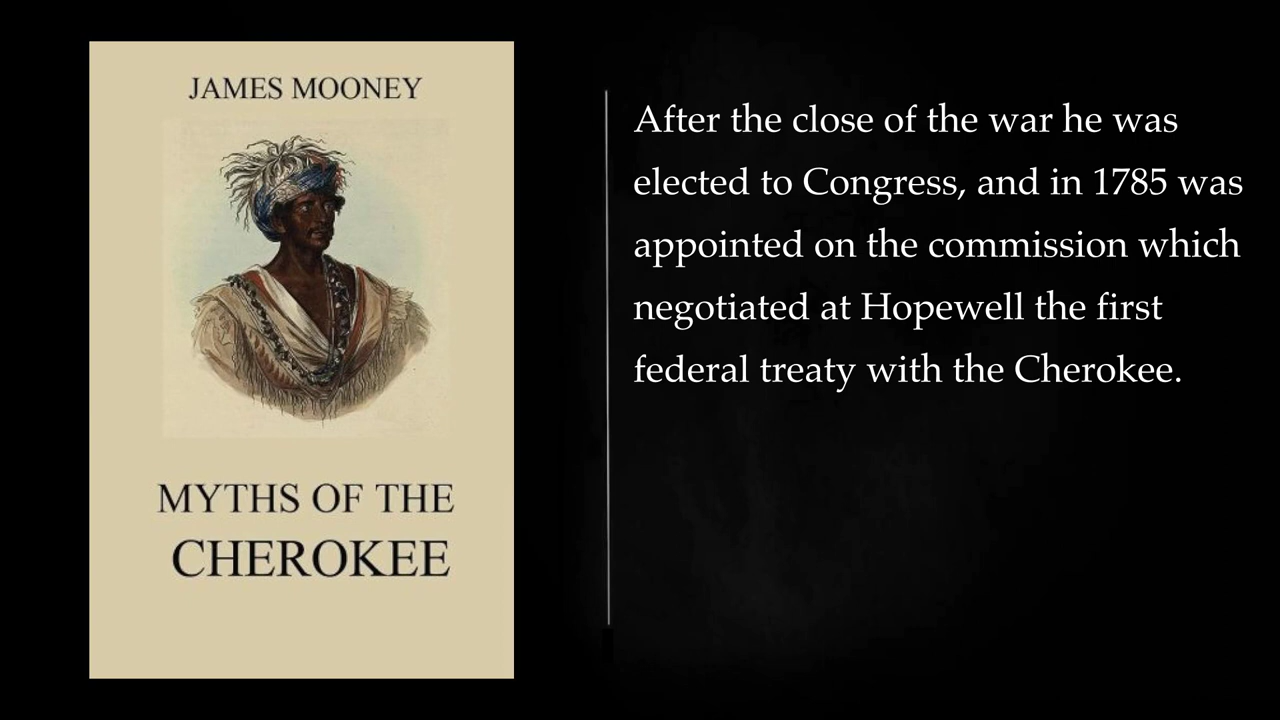 JAMES MOONEY
MYTHS OF THE
CHEROKEE
After the close of the war he was
elected to Congress, and in 1785 was
appointed on the commission which
negotiated at Hopewell the first
federal treaty with the Cherokee.